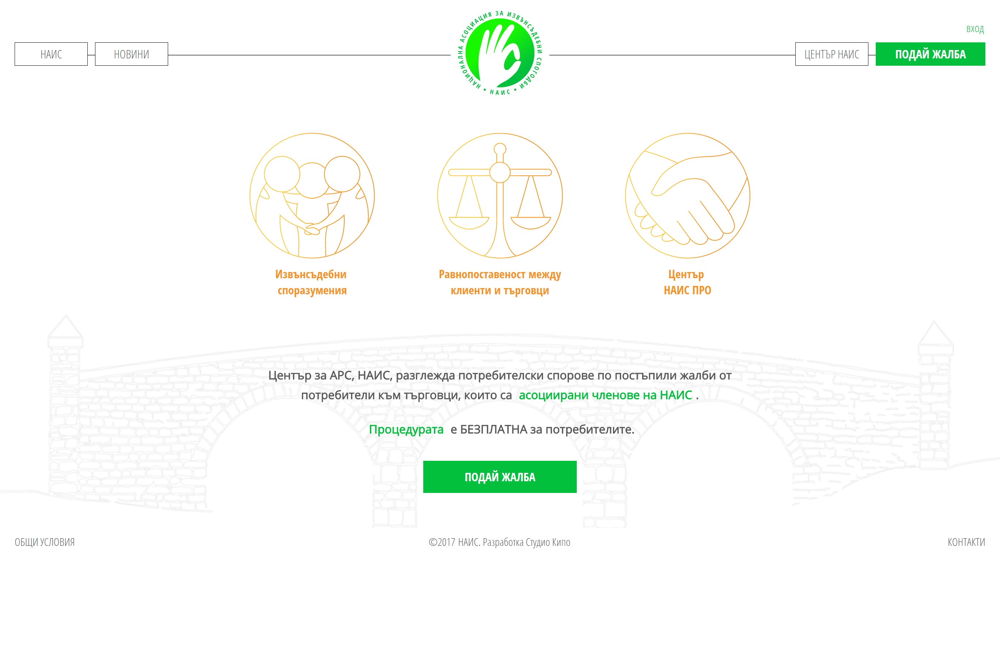 ВХОД
НАИС
НОВИНИ
НАЦИОНАЛНА АСОЦИАЦИЯ ЗА ИЗВЪНСЪДЕБНИ СПОГОДБИ
• НАИС •
ЦЕНТЪР НАИС
ПОДАЙ ЖАЛБА
Извънсъдебни
споразумения
Равнопоставеност между
клиенти и търговци
Център
НАИС ПРО
Център за АРС, НАИС, разглежда потребителски спорове по постъпили жалби от
потребители към търговци, които са асоциирани членове на НАИС .
Процедурата е БЕЗПЛАТНА за потребителите.
ПОДАЙ ЖАЛБА
ОБЩИ УСЛОВИЯ
©2017 НАИС. Разработка Студио Кипо
КОНТАКТИ